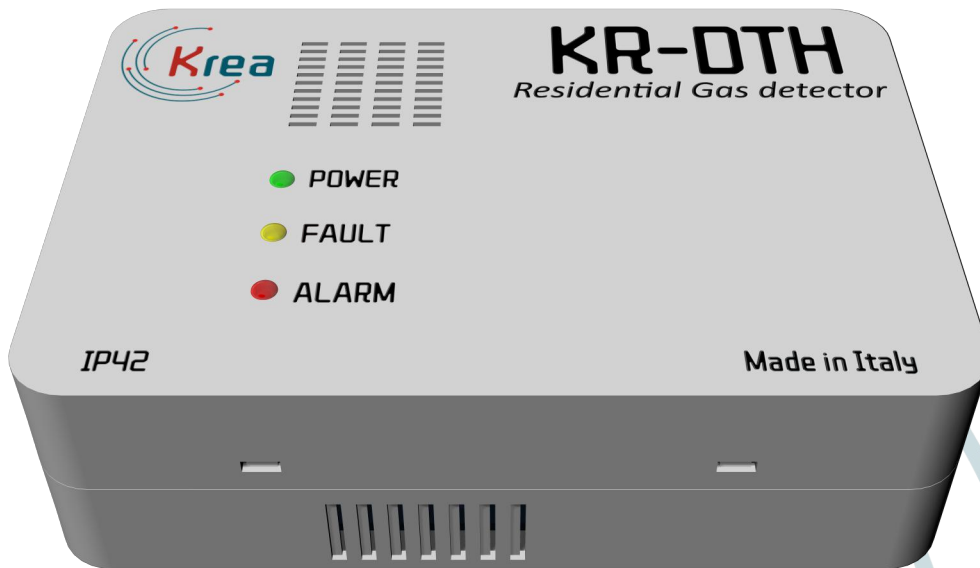 Krea
KR-DTH
Residential Gas detector
POWER
FAULT
ALARM
IP42
Made in Italy